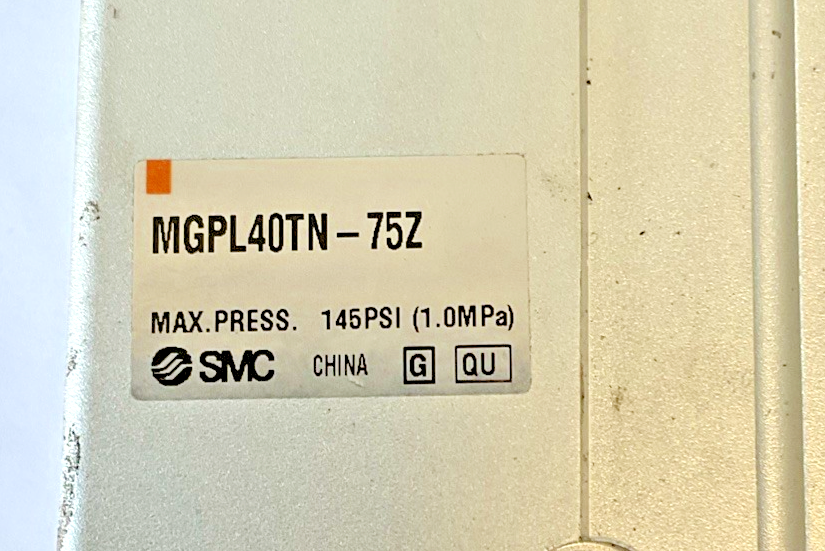 MGPL40TN-75Z
MAX.PRESS. 145PSI (1.0MPa)
SMC CHINA G QU